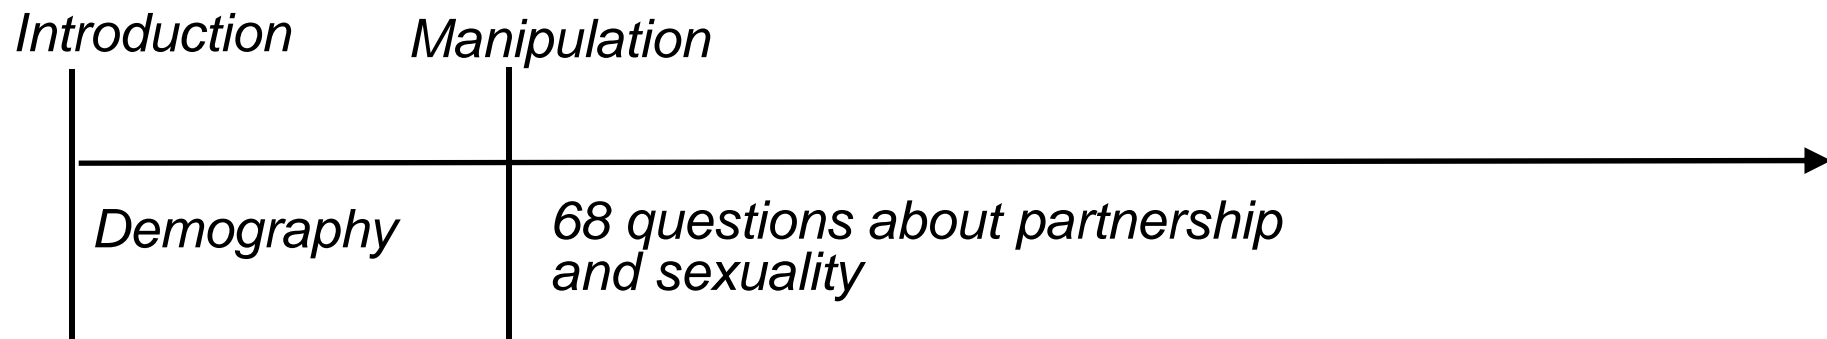 Introduction
Manipulation
Demography
68 questions about partnership
and sexuality